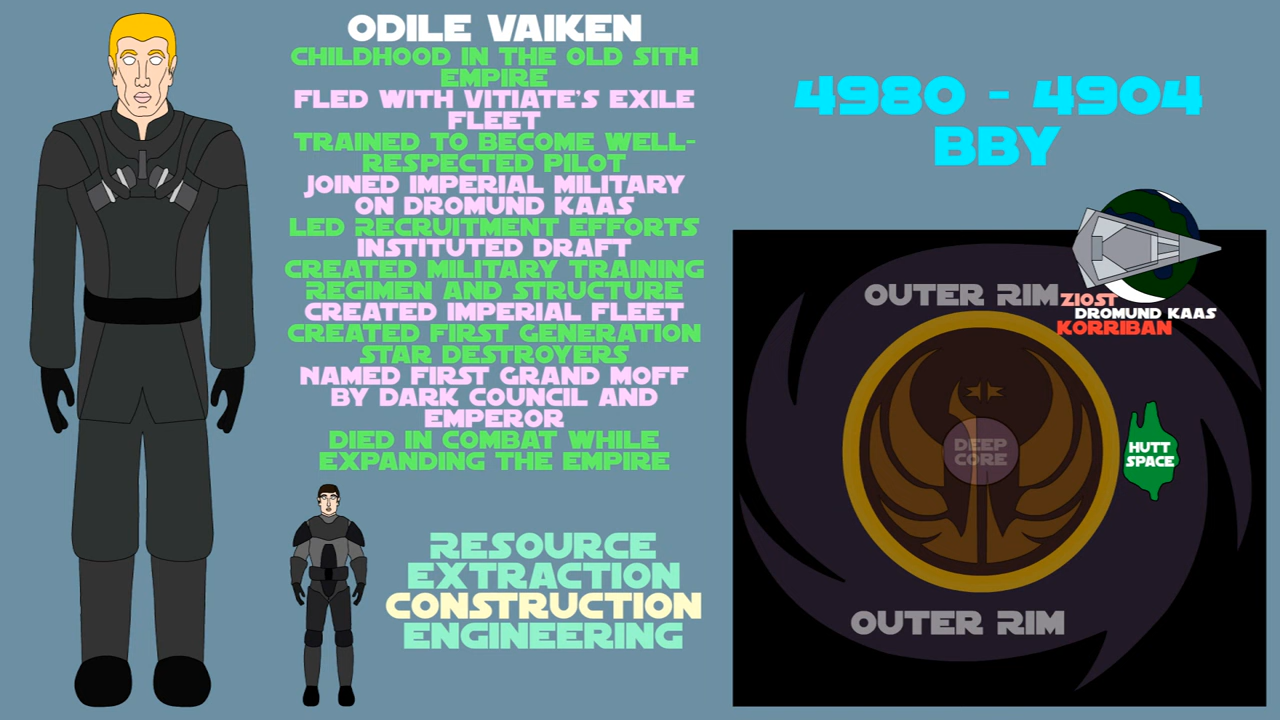 ODILE VAIKEN
CHILDHOOD IN THE OLD SITH
EMPIRE
FLED WITH VITIATE'S EXILE
FLEET
TRAINED TO BECOME WELL-
RESPECTED PILOT
JOINED IMPERIAL MILITARY
ON DROMUND KAAS
LED RECRUITMENT EFFORTS
INSTITUTED DRAFT
CREATED MILITARY TRAINING
REGIMEN AND STRUCTURE
CREATED IMPERIAL FLEET
CREATED FIRST GENERATION
STAR DESTROYERS
NAMED FIRST GRAND MOFF
BY DARK COUNCIL AND
EMPEROR
DIED IN COMBAT WHILE
EXPANDING THE EMPIRE
RESOURCE
EXTRACTION
CONSTRUCTION
ENGINEERING
4980 - 4904
BBY
OUTER RIM
ZIOST
DROMUND KAAS
KORRIBAN
DEEP
CORE
HUTT
SPACE
OUTER RIM